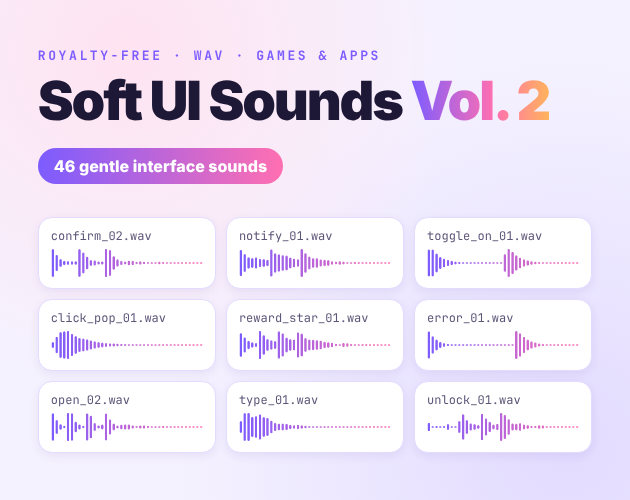 ROYALTY-FREE · WAV · GAMES & APPS
Soft UI Sounds Vol. 2
46 gentle interface sounds
confirm_02.wav
notify_01.wav
toggle_on_01.wav
click_pop_01.wav
reward_star_01.wav
error_01.wav
open_02.wav
type_01.wav
unlock_01.wav